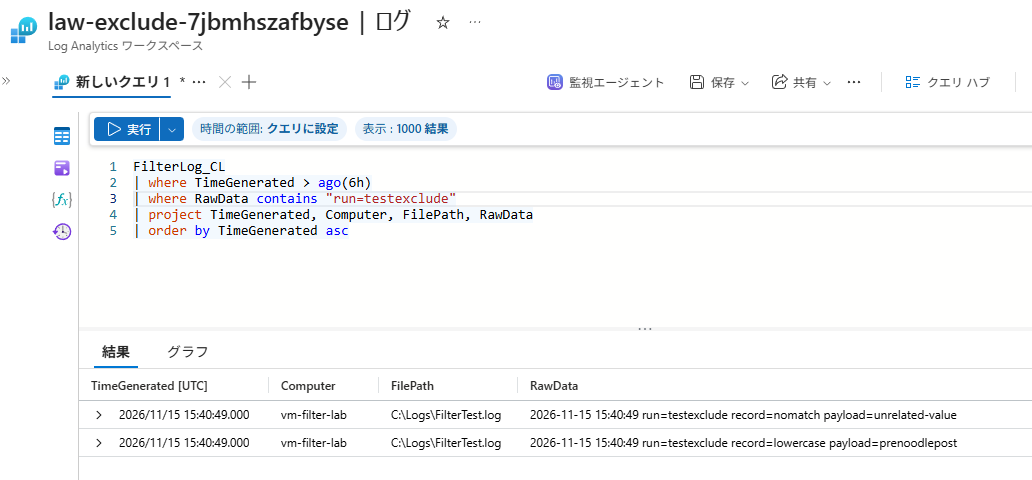 law-exclude-7jbmhszafbyse | ログ
Log Analytics ワークスペース
新しいクエリ 1 *
監視エージェント
保存
共有
クエリ ハブ
実行
時間の範囲: クエリに設定
表示 : 1000 結果
1 FilterLog_CL
2 | where TimeGenerated > ago(6h)
3 | where RawData contains "run=testexclude"
4 | project TimeGenerated, Computer, FilePath, RawData
5 | order by TimeGenerated asc
結果 グラフ
TimeGenerated [UTC] Computer FilePath RawData
2026/11/15 15:40:49.000 vm-filter-lab C:\Logs\FilterTest.log 2026-11-15 15:40:49 run=testexclude record=nomatch payload=unrelated-value
2026/11/15 15:40:49.000 vm-filter-lab C:\Logs\FilterTest.log 2026-11-15 15:40:49 run=testexclude record=lowercase payload=prenoodlepost